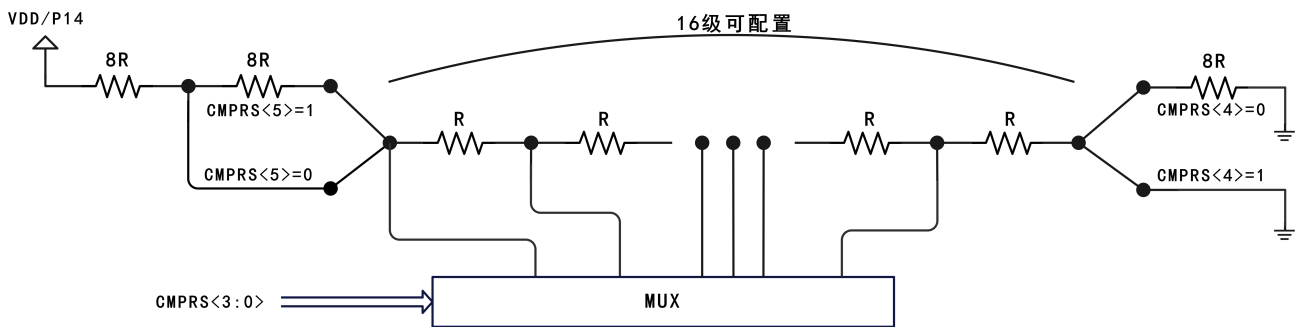 VDD/P14
16级可配置
8R
8R
8R
CMPRS<5>=1
CMPRS<4>=0
R
R
R
R
CMPRS<5>=0
CMPRS<4>=1
CMPRS<3:0>
MUX